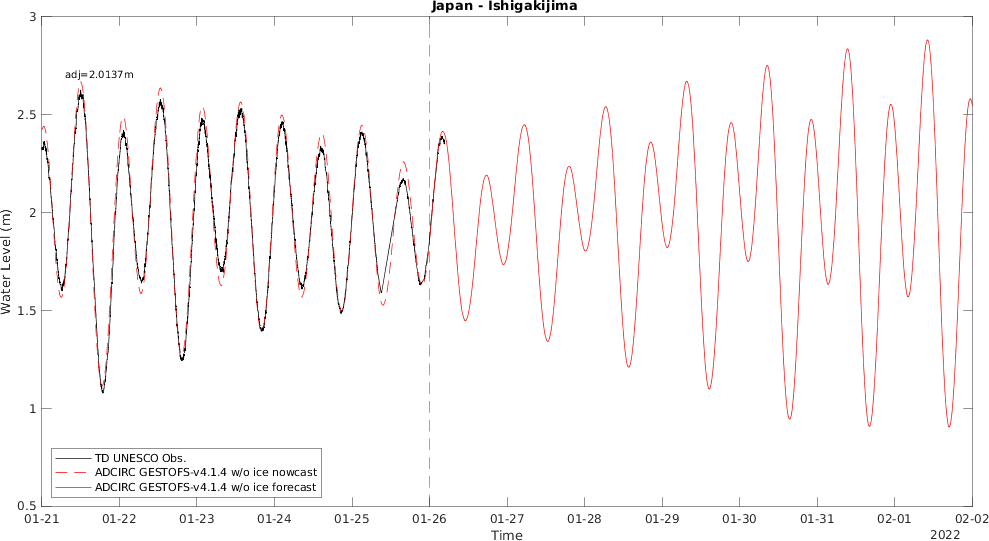 Japan - Ishigakijima
adj=2.0137m
Water Level (m)
3
2.5
2
1.5
1
0.5
TD UNESCO Obs.
ADCIRC GESTOFS-v4.1.4 w/o ice nowcast
ADCIRC GESTOFS-v4.1.4 w/o ice forecast
01-21 01-22 01-23 01-24 01-25 01-26 01-27 01-28 01-29 01-30 01-31 02-01 02-02
Time
2022